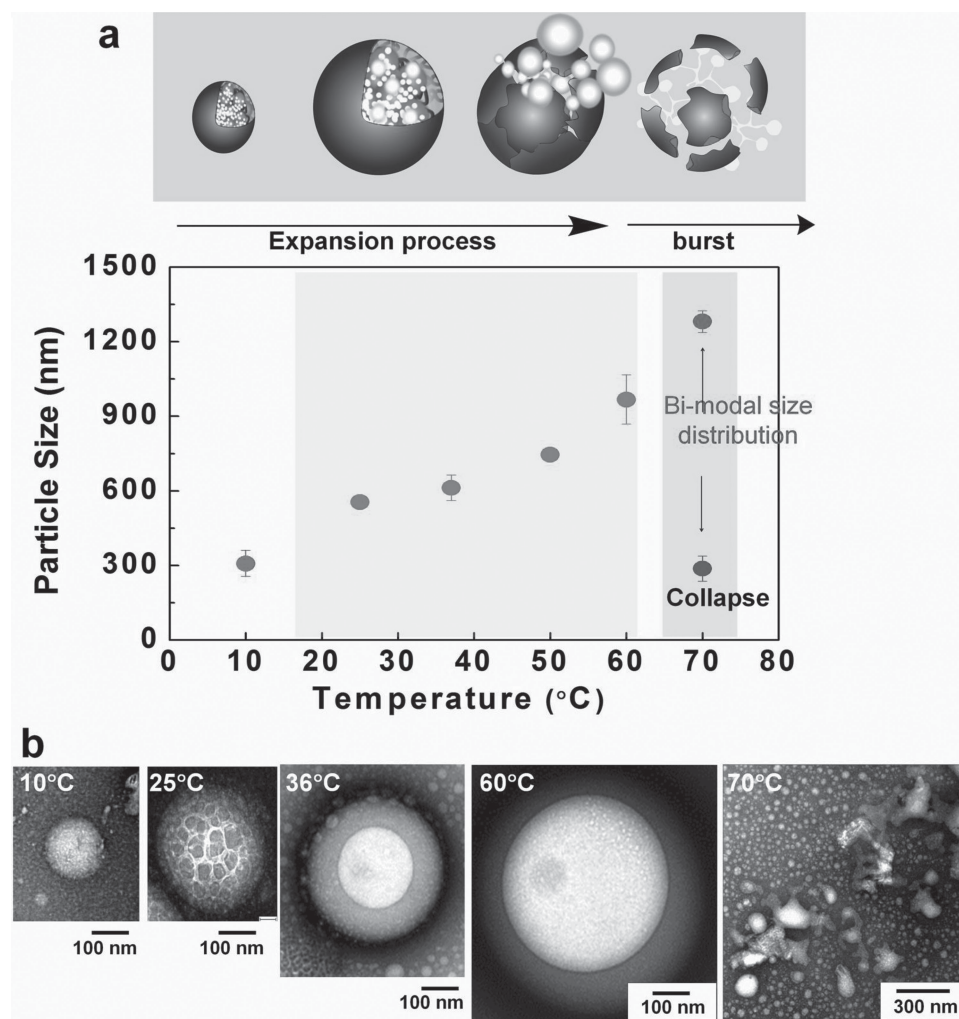 a
Expansion process
burst
1500
1200
900
600
300
0
Particle Size (nm)
Bi-modal size
distribution
Collapse
0 10 20 30 40 50 60 70 80
Temperature (°C)
b
10°C 25°C 36°C 60°C 70°C
100 nm 100 nm 100 nm 100 nm 300 nm